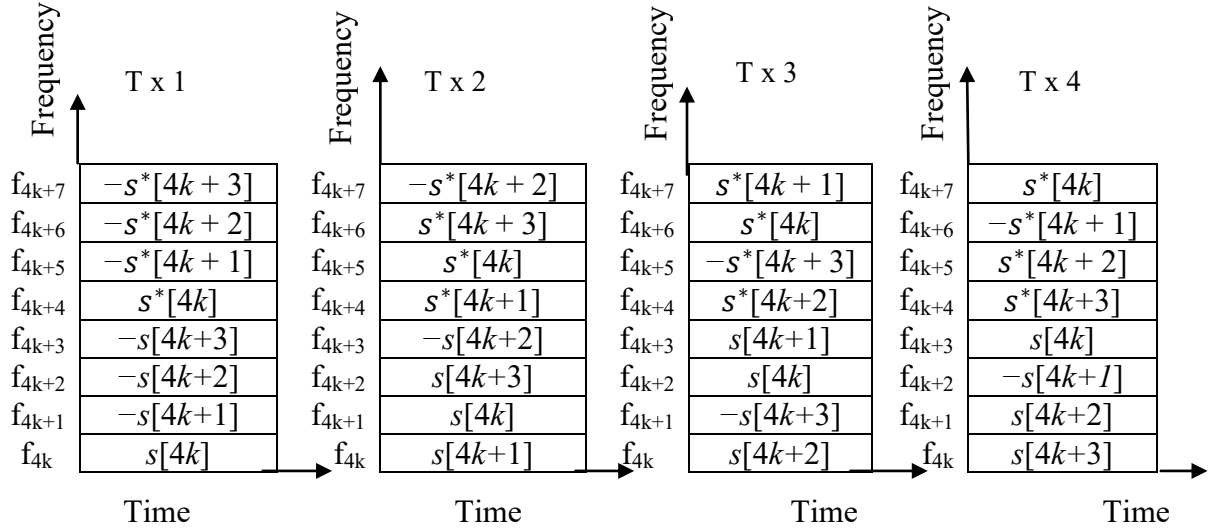 Frequency
T x 1
f4k+7 −s*[4k + 3]
f4k+6 −s*[4k + 2]
f4k+5 −s*[4k + 1]
f4k+4 s*[4k]
f4k+3 −s[4k+3]
f4k+2 −s[4k+2]
f4k+1 −s[4k+1]
f4k s[4k]
Time
Frequency
T x 2
f4k+7 −s*[4k + 2]
f4k+6 s*[4k + 3]
f4k+5 s*[4k]
f4k+4 s*[4k+1]
f4k+3 −s[4k+2]
f4k+2 s[4k+3]
f4k+1 s[4k]
f4k s[4k+1]
Time
Frequency
T x 3
f4k+7 s*[4k + 1]
f4k+6 s*[4k]
f4k+5 −s*[4k + 3]
f4k+4 s*[4k+2]
f4k+3 s[4k+1]
f4k+2 s[4k]
f4k+1 −s[4k+3]
f4k s[4k+2]
Time
Frequency
T x 4
f4k+7 s*[4k]
f4k+6 −s*[4k + 1]
f4k+5 s*[4k + 2]
f4k+4 s*[4k+3]
f4k+3 s[4k]
f4k+2 −s[4k+1]
f4k+1 s[4k+2]
f4k s[4k+3]
Time